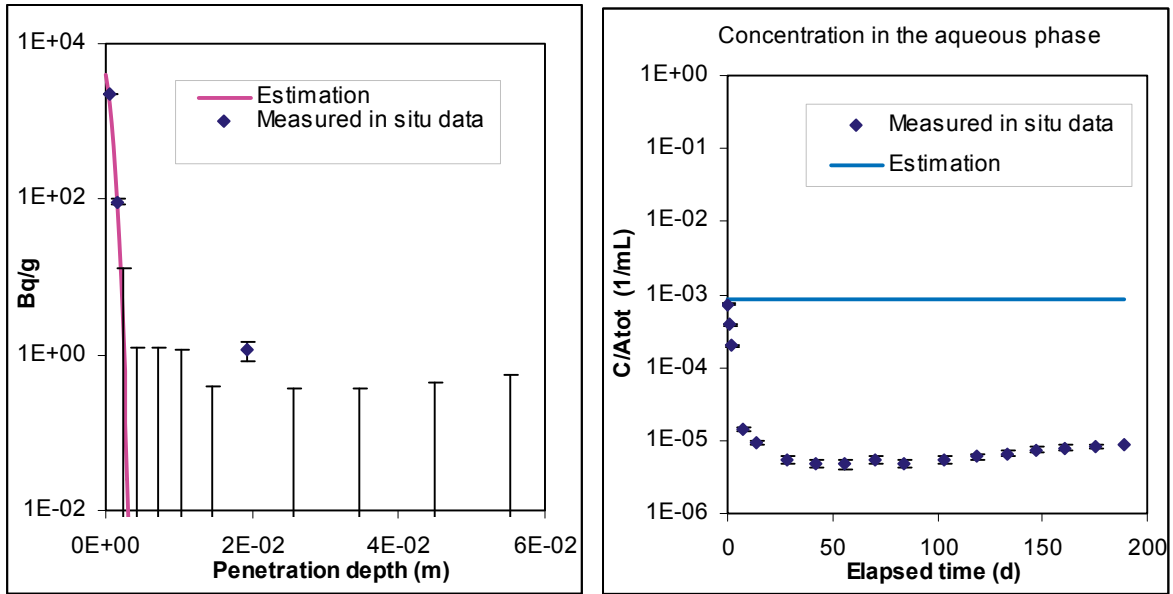 1E+04
1E+02
1E+00
1E-02
Bq/g
Estimation
Measured in situ data
0E+00 2E-02 4E-02 6E-02
Penetration depth (m)
Concentration in the aqueous phase
1E+00
1E-01
1E-02
1E-03
1E-04
1E-05
1E-06
C/Atot (1/mL)
Measured in situ data
Estimation
0 50 100 150 200
Elapsed time (d)